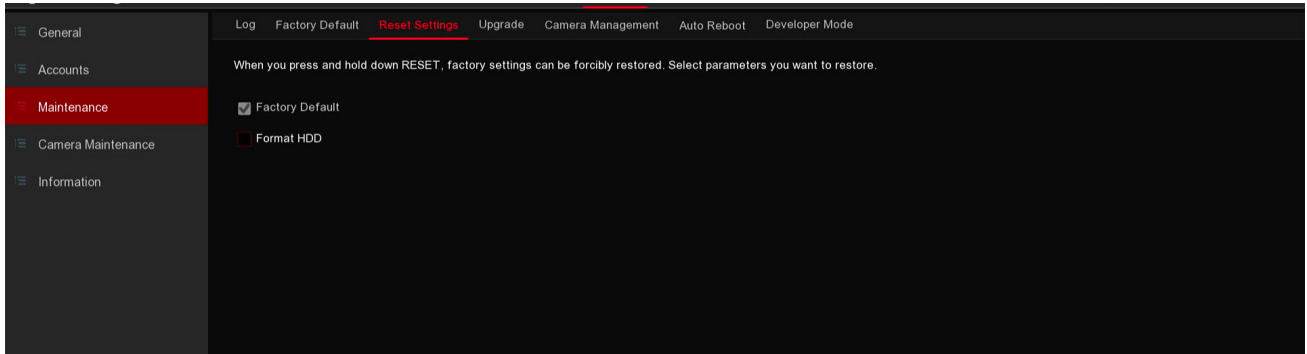 Log Factory Default Reset Settings Upgrade Camera Management Auto Reboot Developer Mode
General
Accounts
Maintenance
Camera Maintenance
Information
When you press and hold down RESET, factory settings can be forcibly restored. Select parameters you want to restore.
Factory Default
Format HDD